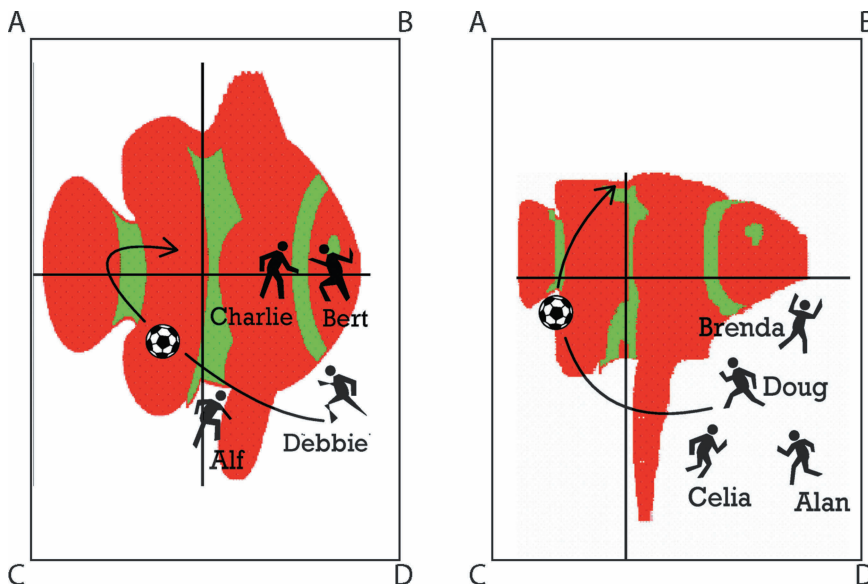 A B
Charlie Bert
Debbie
Alf
C D
A B
Brenda
Doug
Celia Alan
C D